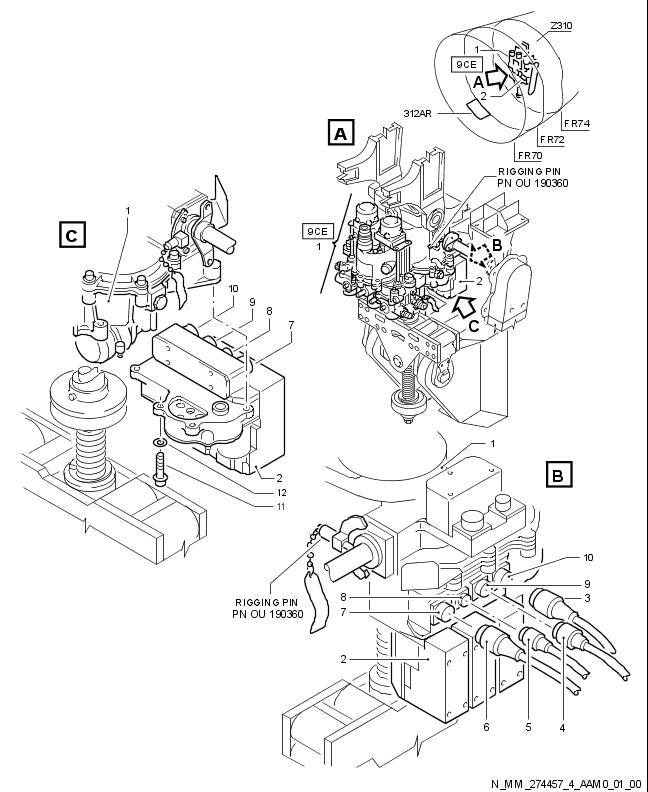 Z310
1
9CE
A
2
312AR
FR74
FR72
FR70
A
RIGGING PIN
PN OU 190360
9CE
1
B
2
C
C
1
10
9
8
7
2
12
11
1
B
RIGGING PIN
PN OU 190360
10
9
3
8
7
2
6
5
4
N_MM_274457_4_AAM0_01_00